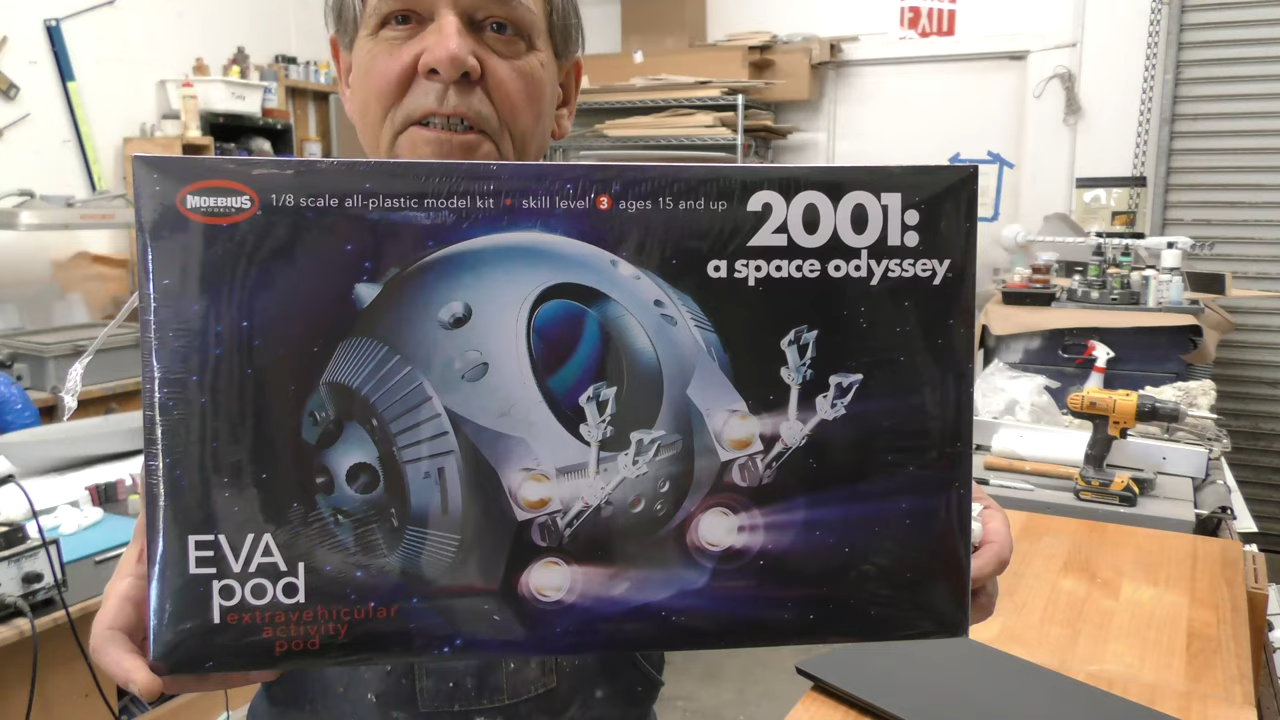 EXIT
MOEBIUS
MODELS
1/8 scale all-plastic model kit • skill level 3 ages 15 and up
2001:
a space odyssey
EVA
pod
extravehicular
activity
pod